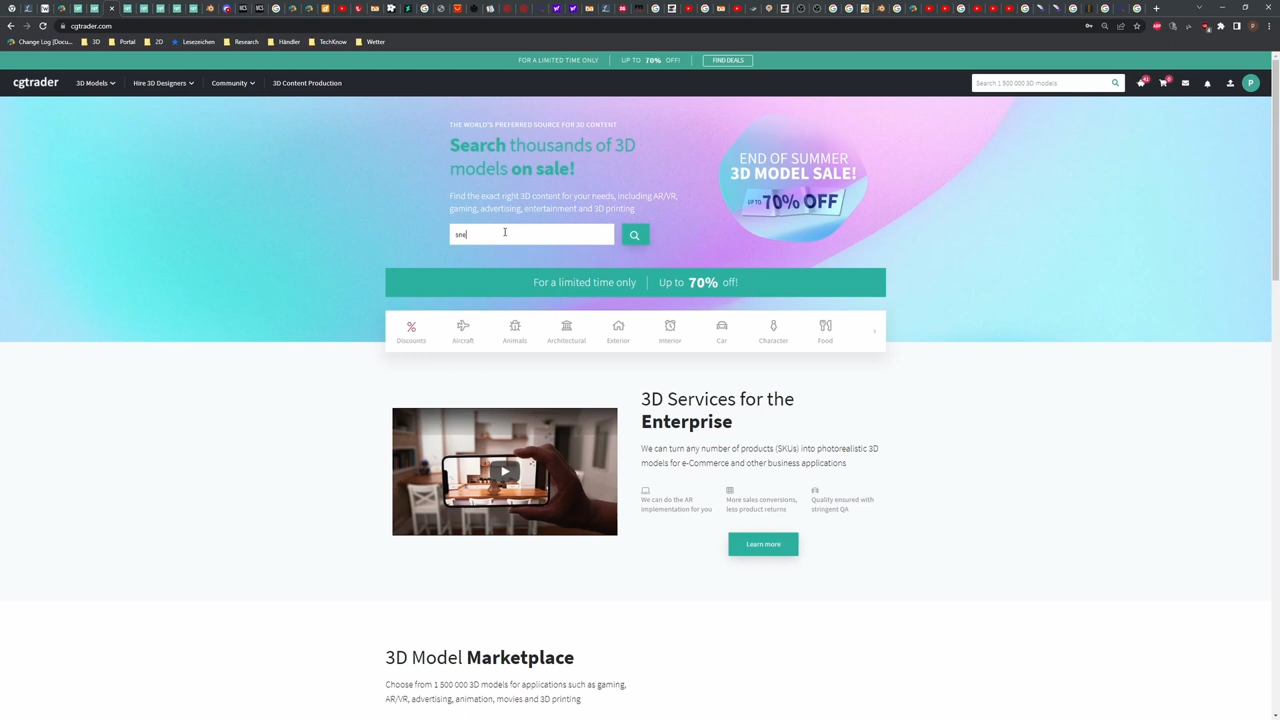 cgtrader.com
Change Log [Docu...
3D
Portal
2D
Lesezeichen
Research
Händler
TechKnow
Wetter
FOR A LIMITED TIME ONLY
UP TO 70% OFF!
FIND DEALS
cgtrader
3D Models
Hire 3D Designers
Community
3D Content Production
Search 1 500 000 3D models
P
THE WORLD'S PREFERRED SOURCE FOR 3D CONTENT
Search thousands of 3D
models on sale!
Find the exact right 3D content for your needs, including AR/VR,
gaming, advertising, entertainment and 3D printing
sne
END OF SUMMER
3D MODEL SALE!
UP TO 70% OFF
For a limited time only
Up to 70% off!
Discounts
Aircraft
Animals
Architectural
Exterior
Interior
Car
Character
Food
3D Services for the
Enterprise
We can turn any number of products (SKUs) into photorealistic 3D
models for e-Commerce and other business applications
We can do the AR
implementation for you
More sales conversions,
less product returns
Quality ensured with
stringent QA
Learn more
3D Model Marketplace
Choose from 1 500 000 3D models for applications such as gaming,
AR/VR, advertising, animation, movies and 3D printing